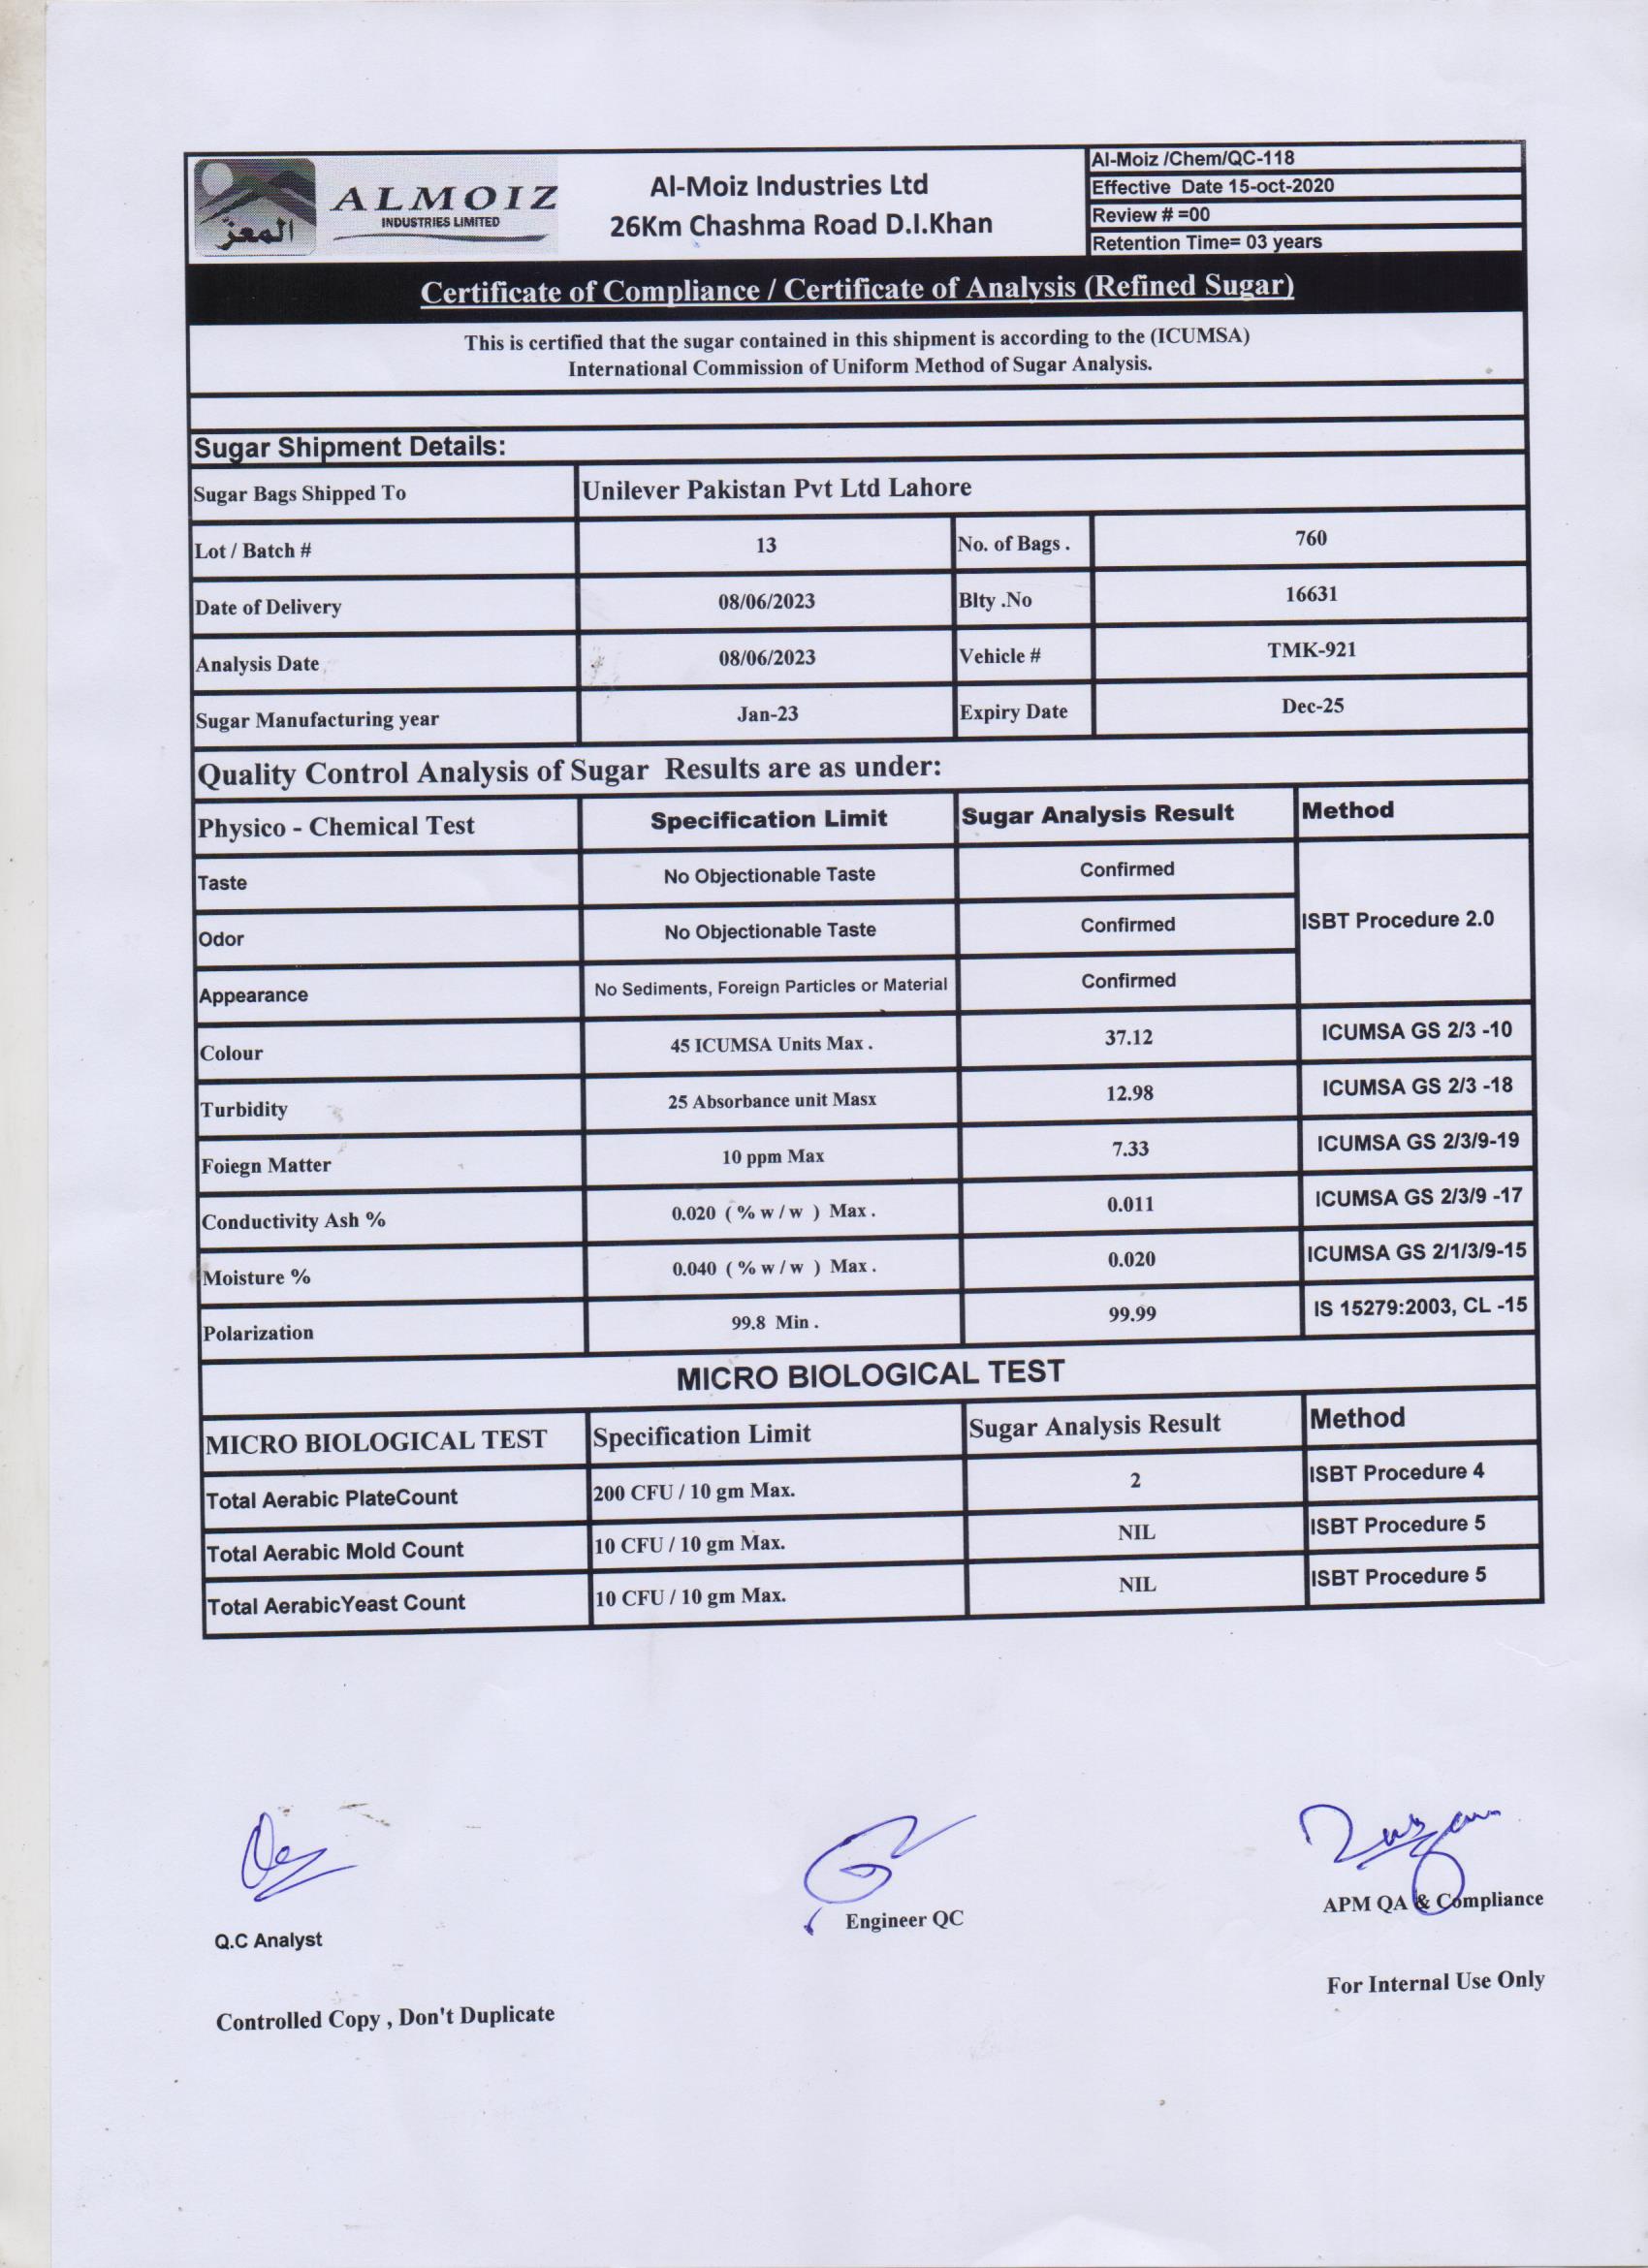 المعز
ALMOIZ
INDUSTRIES LIMITED
Al-Moiz Industries Ltd
26Km Chashma Road D.I.Khan
Al-Moiz /Chem/QC-118
Effective Date 15-oct-2020
Review # =00
Retention Time= 03 years
Certificate of Compliance / Certificate of Analysis (Refined Sugar)
This is certified that the sugar contained in this shipment is according to the (ICUMSA)
International Commission of Uniform Method of Sugar Analysis.
Sugar Shipment Details:
Sugar Bags Shipped To Unilever Pakistan Pvt Ltd Lahore
Lot / Batch # 13 No. of Bags . 760
Date of Delivery 08/06/2023 Blty .No 16631
Analysis Date 08/06/2023 Vehicle # TMK-921
Sugar Manufacturing year Jan-23 Expiry Date Dec-25
Quality Control Analysis of Sugar Results are as under:
Physico - Chemical Test Specification Limit Sugar Analysis Result Method
Taste No Objectionable Taste Confirmed
Odor No Objectionable Taste Confirmed ISBT Procedure 2.0
Appearance No Sediments, Foreign Particles or Material Confirmed
Colour 45 ICUMSA Units Max . 37.12 ICUMSA GS 2/3 -10
Turbidity 25 Absorbance unit Masx 12.98 ICUMSA GS 2/3 -18
Foiegn Matter 10 ppm Max 7.33 ICUMSA GS 2/3/9-19
Conductivity Ash % 0.020 ( % w / w ) Max . 0.011 ICUMSA GS 2/3/9 -17
Moisture % 0.040 ( % w / w ) Max . 0.020 ICUMSA GS 2/1/3/9-15
Polarization 99.8 Min . 99.99 IS 15279:2003, CL -15
MICRO BIOLOGICAL TEST
MICRO BIOLOGICAL TEST Specification Limit Sugar Analysis Result Method
Total Aerabic PlateCount 200 CFU / 10 gm Max. 2 ISBT Procedure 4
Total Aerabic Mold Count 10 CFU / 10 gm Max. NIL ISBT Procedure 5
Total AerabicYeast Count 10 CFU / 10 gm Max. NIL ISBT Procedure 5
Q.C Analyst Engineer QC APM QA & Compliance
Controlled Copy , Don't Duplicate For Internal Use Only